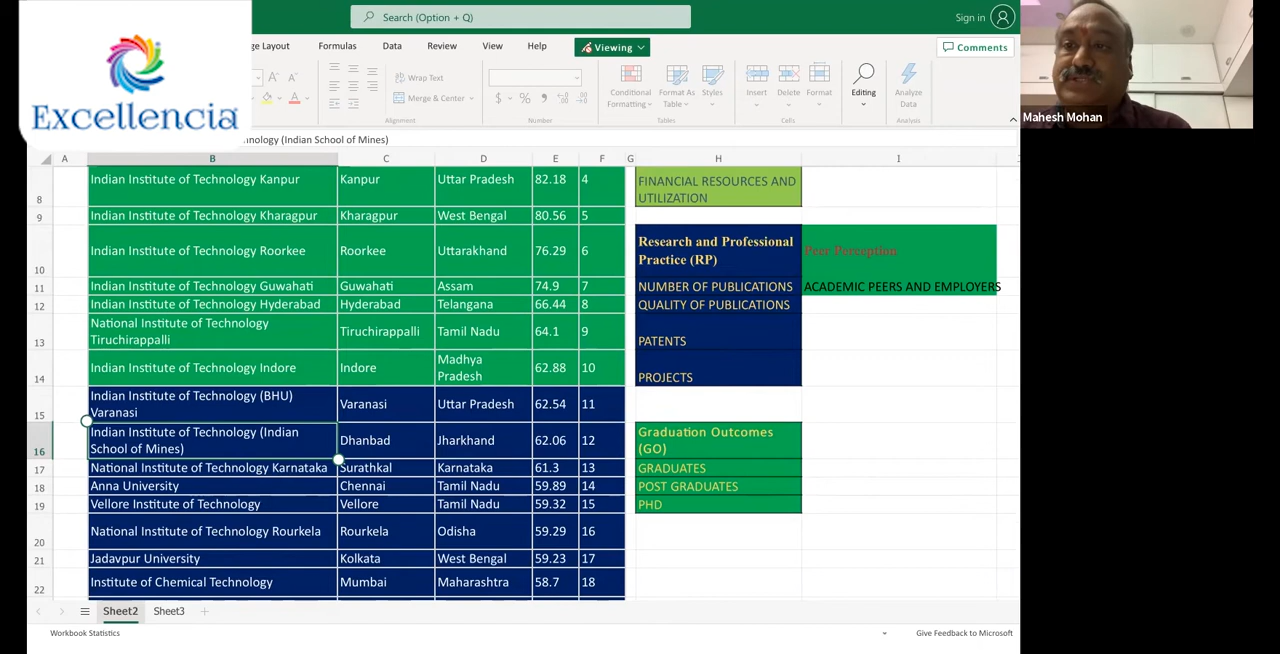 Search (Option + Q)
Sign in
ge Layout
Formulas
Data
Review
View
Help
Viewing
Comments
Excellencia
A^
A˅
A
Wrap Text
Merge & Center
Alignment
$
%
Number
Conditional
Formatting
Format As
Table
Styles
Tables
Insert
Delete
Format
Cells
Editing
Analyze
Data
Analysis
Mahesh Mohan
hnology (Indian School of Mines)
A B C D E F G H I
8 Indian Institute of Technology Kanpur Kanpur Uttar Pradesh 82.18 4
FINANCIAL RESOURCES AND
UTILIZATION
9 Indian Institute of Technology Kharagpur Kharagpur West Bengal 80.56 5
10 Indian Institute of Technology Roorkee Roorkee Uttarakhand 76.29 6
Research and Professional
Practice (RP)
Peer Perception
11 Indian Institute of Technology Guwahati Guwahati Assam 74.9 7 NUMBER OF PUBLICATIONS ACADEMIC PEERS AND EMPLOYERS
12 Indian Institute of Technology Hyderabad Hyderabad Telangana 66.44 8 QUALITY OF PUBLICATIONS
13 National Institute of Technology
Tiruchirappalli Tiruchirappalli Tamil Nadu 64.1 9 PATENTS
14 Indian Institute of Technology Indore Indore Madhya
Pradesh 62.88 10 PROJECTS
15 Indian Institute of Technology (BHU)
Varanasi Varanasi Uttar Pradesh 62.54 11
16 Indian Institute of Technology (Indian
School of Mines) Dhanbad Jharkhand 62.06 12
Graduation Outcomes
(GO)
17 National Institute of Technology Karnataka Surathkal Karnataka 61.3 13 GRADUATES
18 Anna University Chennai Tamil Nadu 59.89 14 POST GRADUATES
19 Vellore Institute of Technology Vellore Tamil Nadu 59.32 15 PHD
20 National Institute of Technology Rourkela Rourkela Odisha 59.29 16
21 Jadavpur University Kolkata West Bengal 59.23 17
22 Institute of Chemical Technology Mumbai Maharashtra 58.7 18
Sheet2 Sheet3
Workbook Statistics
Give Feedback to Microsoft